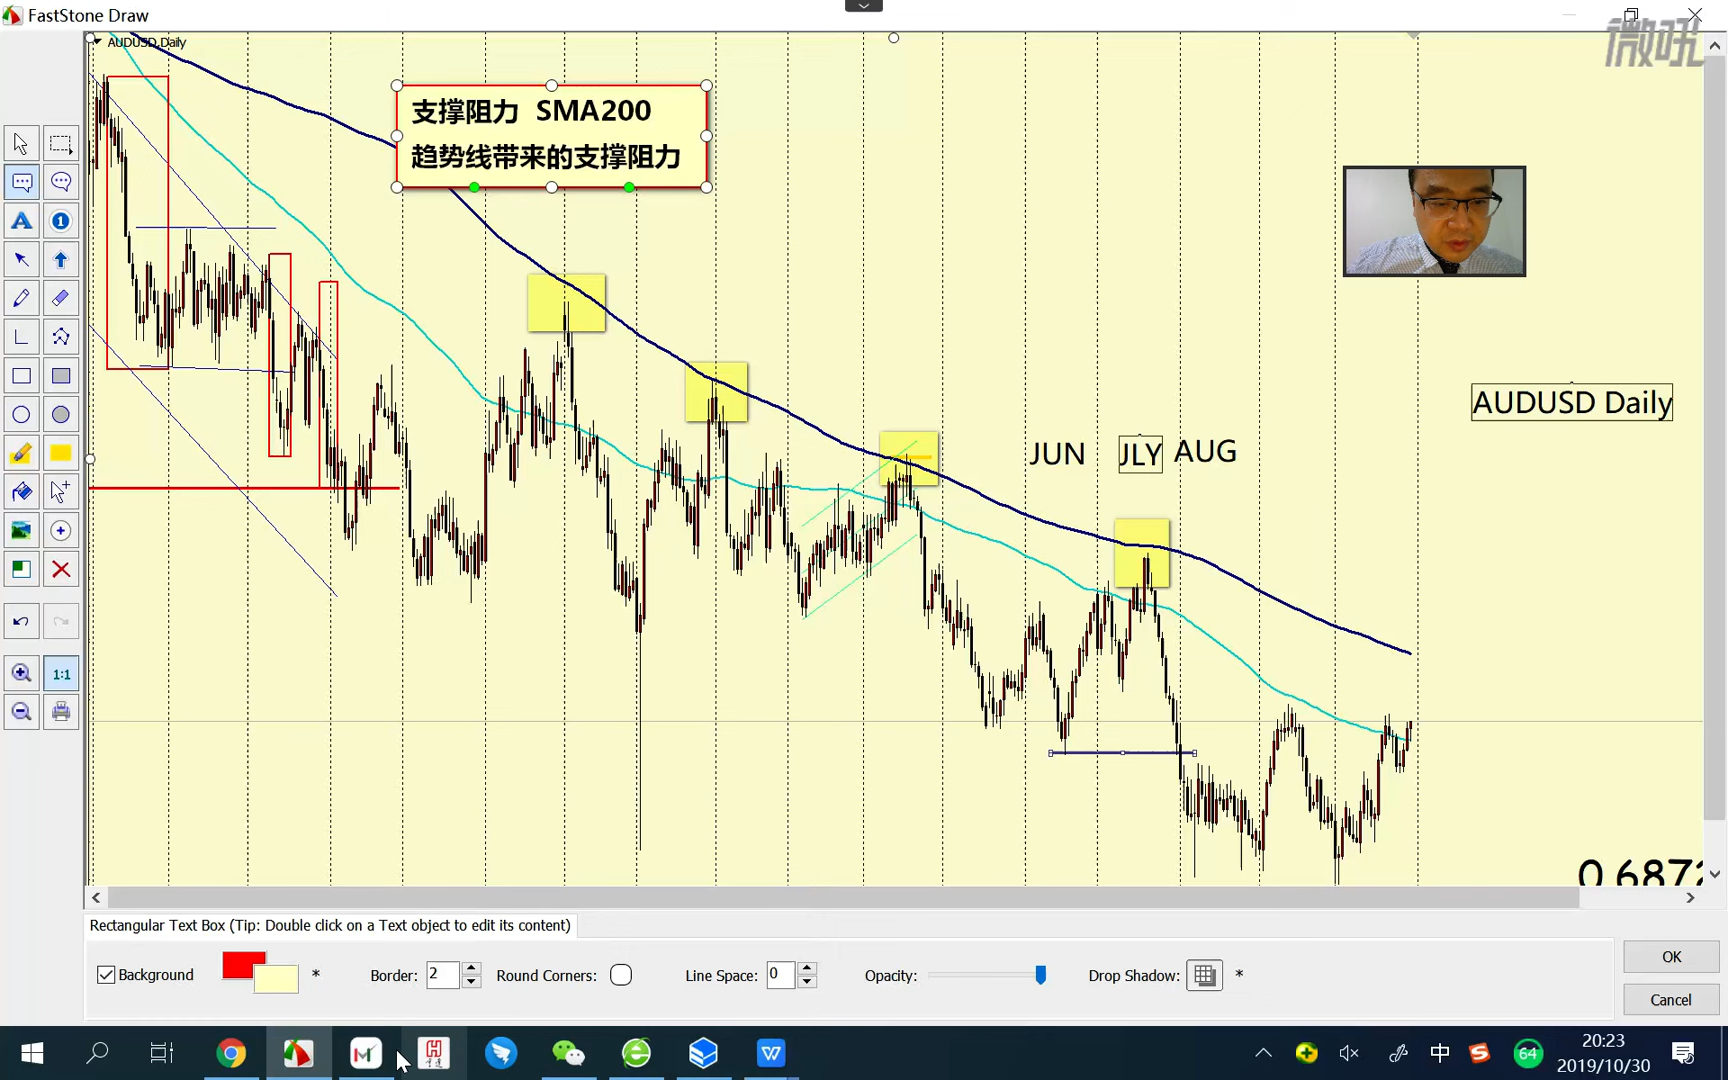 FastStone Draw
微吼
AUDUSD,Daily
支撑阻力 SMA200
趋势线带来的支撑阻力
AUDUSD Daily
JUN JLY AUG
1:1
Rectangular Text Box (Tip: Double click on a Text object to edit its content)
Background * Border: 2 Round Corners: Line Space: 0 Opacity: Drop Shadow: *
OK
Cancel
中 64
20:23
2019/10/30